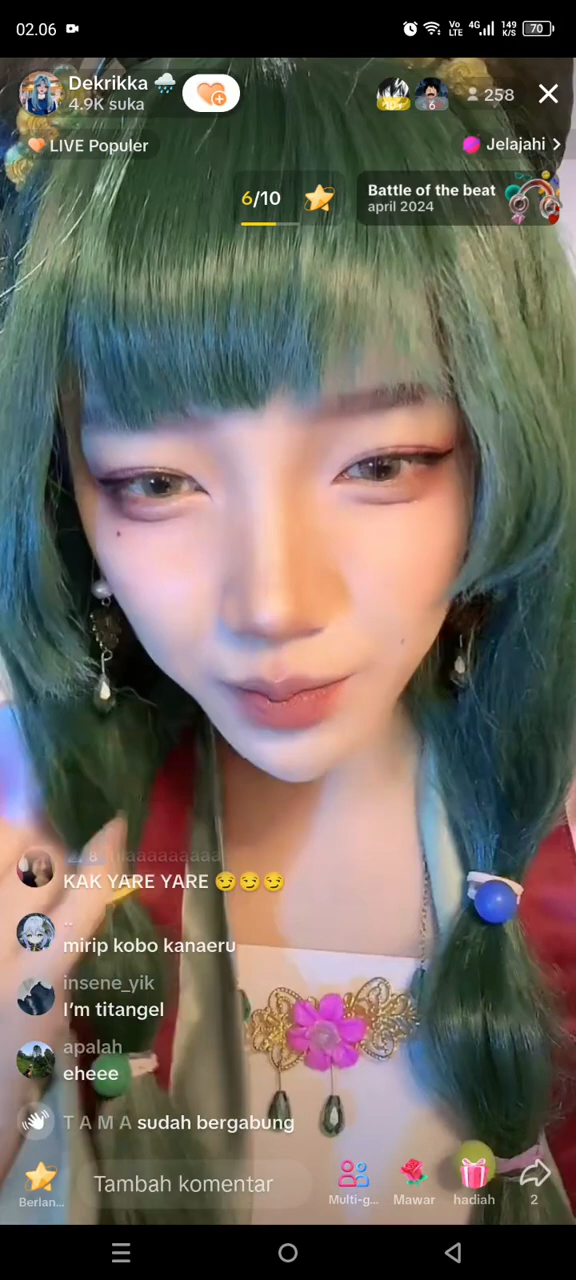 02.06
Vo
LTE
4G
149
K/S
70
Dekrikka 🌧️
4.9K suka
6
258
LIVE Populer
Jelajahi
6/10
Battle of the beat
april 2024
KAK YARE YARE 😏😏😏
..
mirip kobo kanaeru
insene_yik
I'm titangel
apalah
eheee
T A M A sudah bergabung
Berlan...
Tambah komentar
Multi-g...
Mawar
hadiah
2